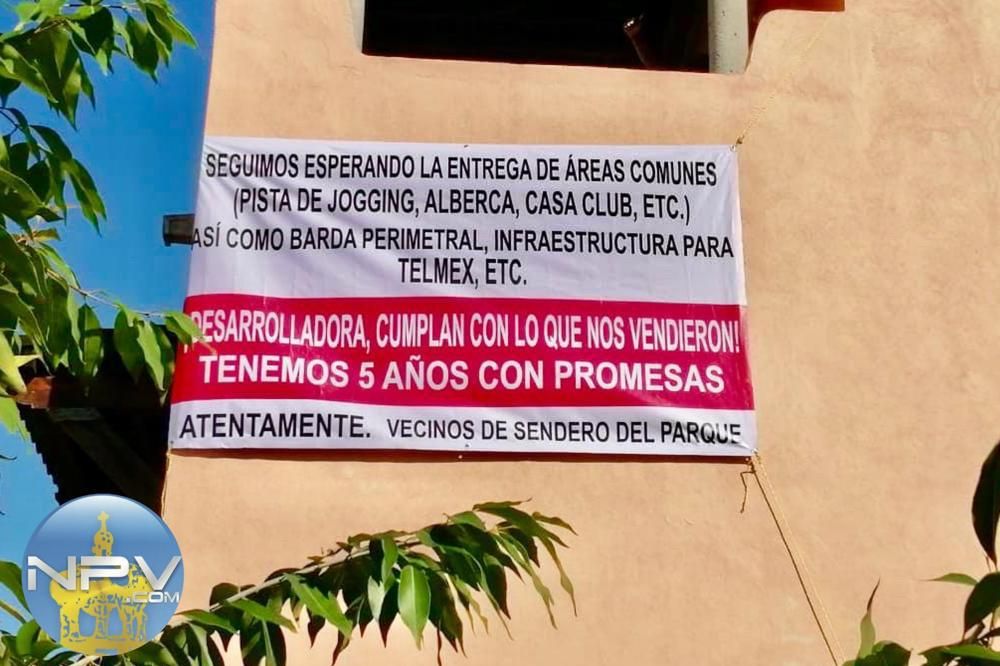 SEGUIMOS ESPERANDO LA ENTREGA DE ÁREAS COMUNES
(PISTA DE JOGGING, ALBERCA, CASA CLUB, ETC.)
ASÍ COMO BARDA PERIMETRAL, INFRAESTRUCTURA PARA
TELMEX, ETC.
¡DESARROLLADORA, CUMPLAN CON LO QUE NOS VENDIERON!
TENEMOS 5 AÑOS CON PROMESAS
ATENTAMENTE. VECINOS DE SENDERO DEL PARQUE
NPV
.COM